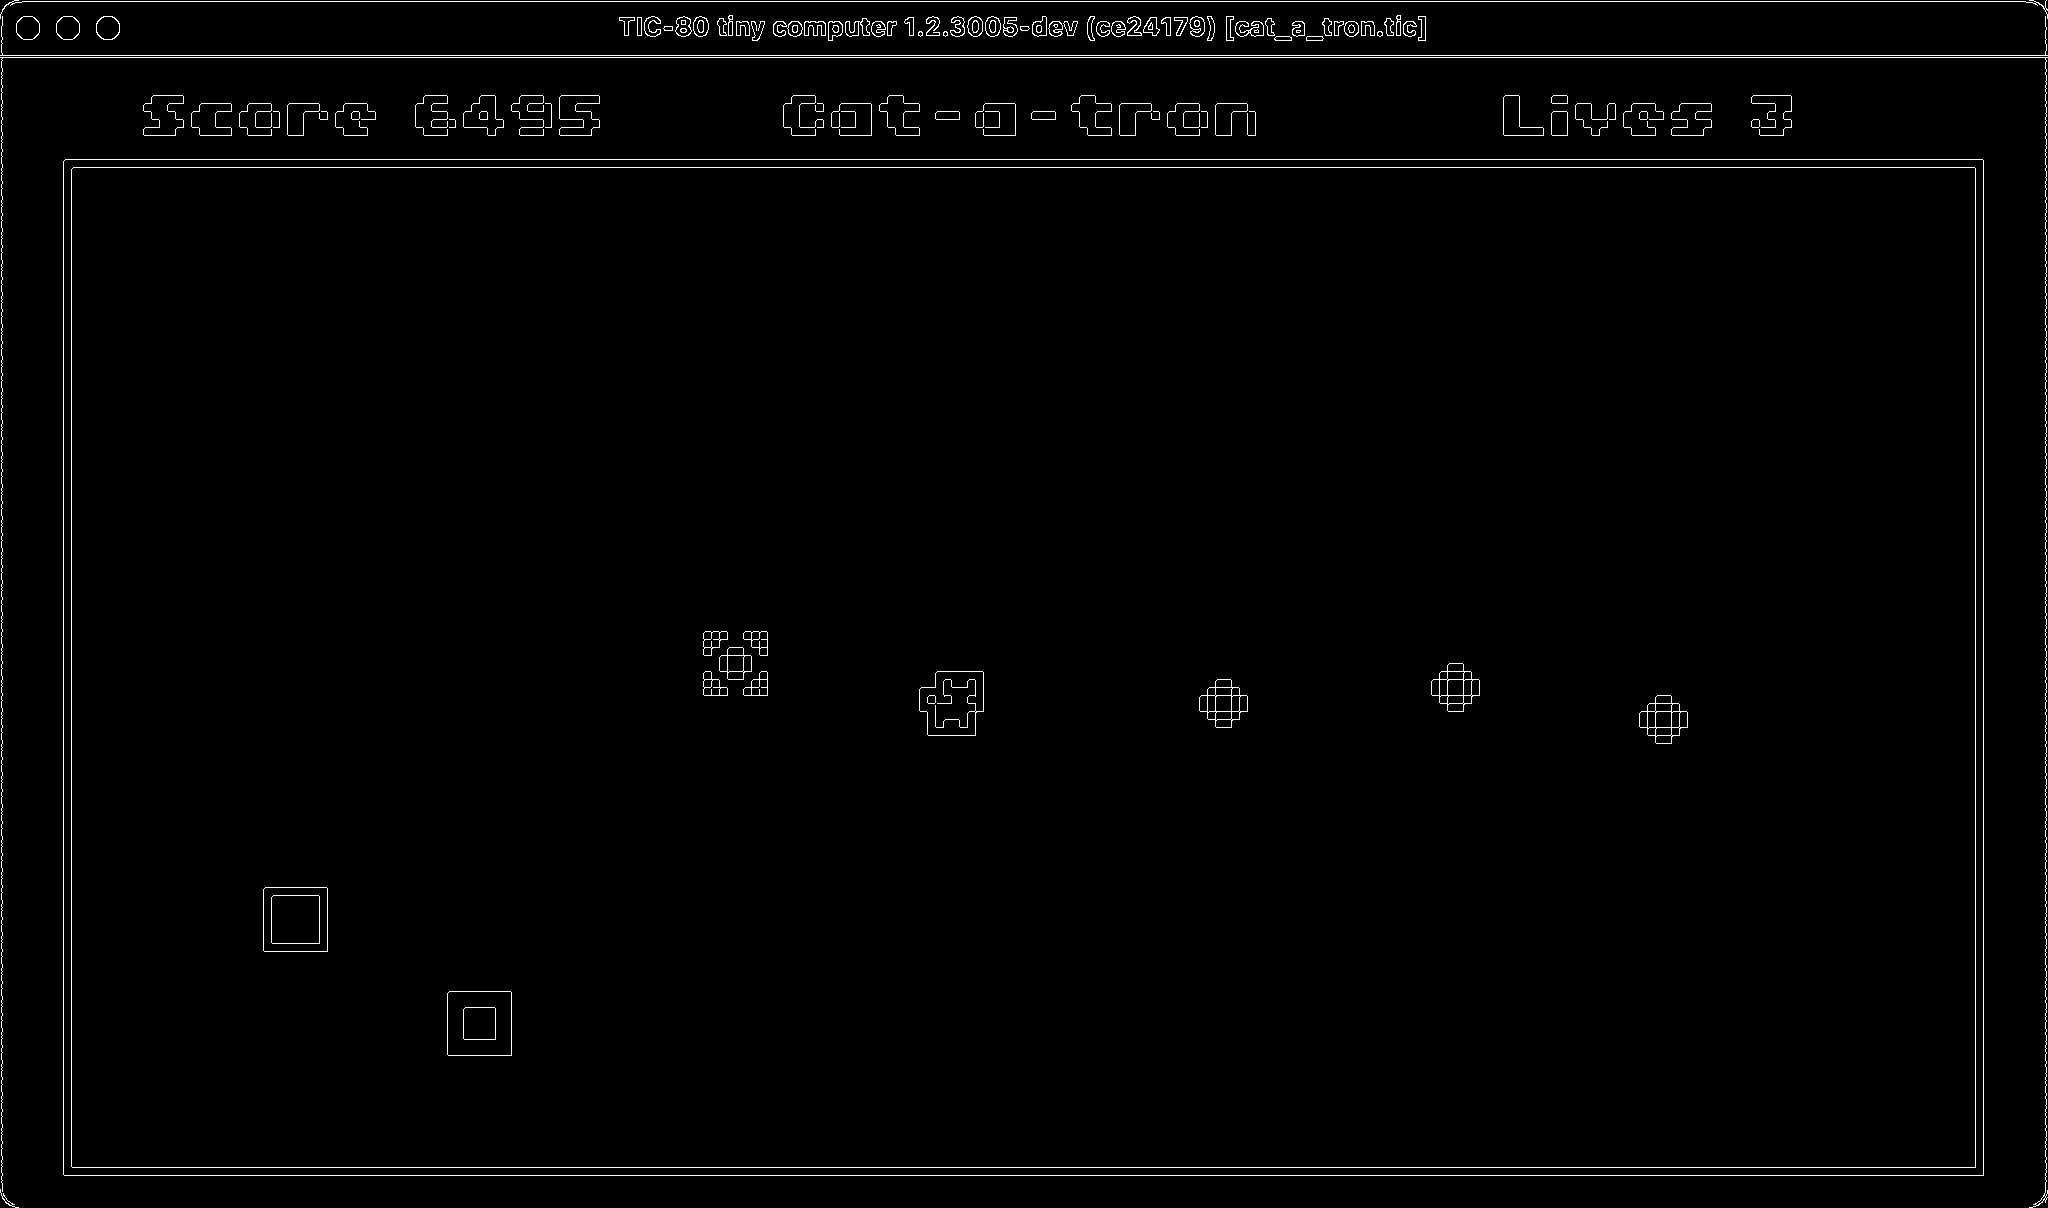 TIC-80 tiny computer 1.2.3005-dev (ce24179) [cat_a_tron.tic]
Score 6495 Cat-a-tron Lives 3